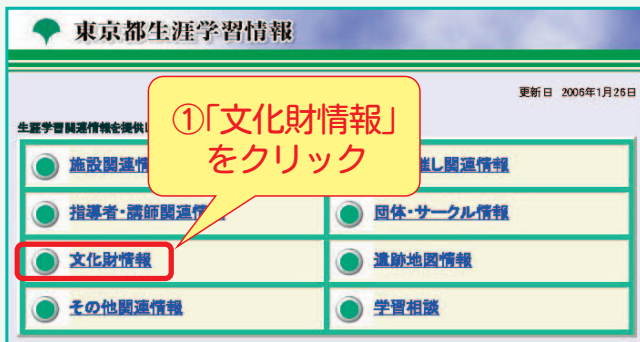 東京都生涯学習情報
更新日 2006年1月26日
生涯学習関連情報を提供し
①「文化財情報」
をクリック
施設関連情
催し関連情報
指導者・講師関連情
団体・サークル情報
文化財情報
遺跡地図情報
その他関連情報
学習相談